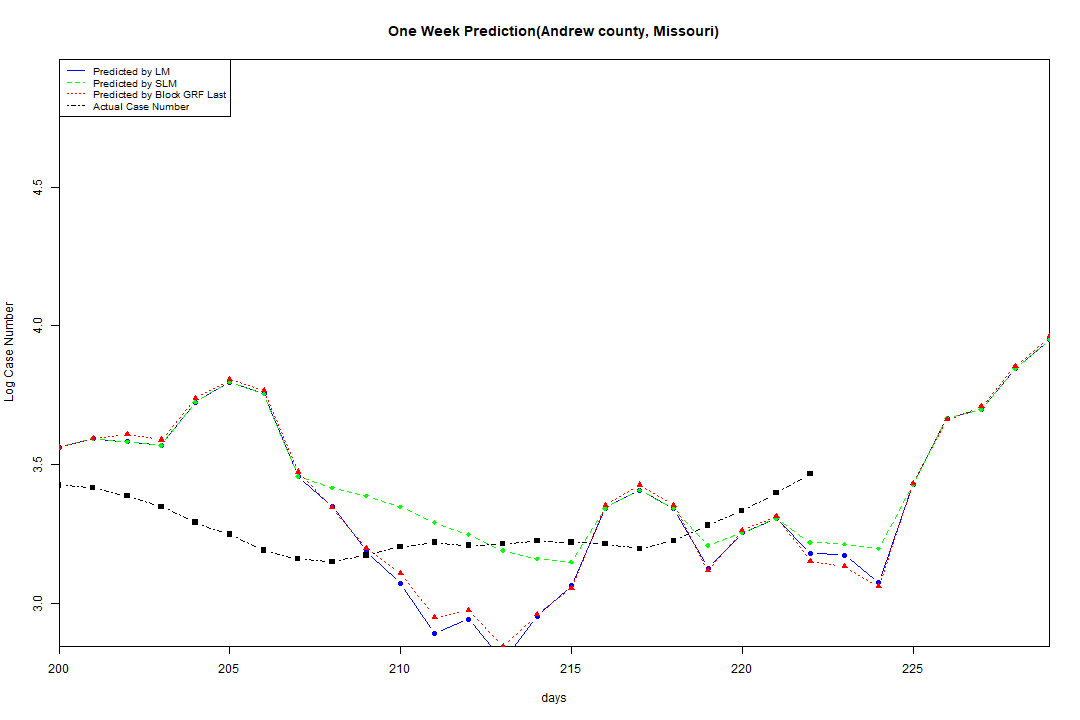 One Week Prediction(Andrew county, Missouri)
Predicted by LM
Predicted by SLM
Predicted by Block GRF Last
Actual Case Number
4.5
4.0
3.5
3.0
Log Case Number
200 205 210 215 220 225
days